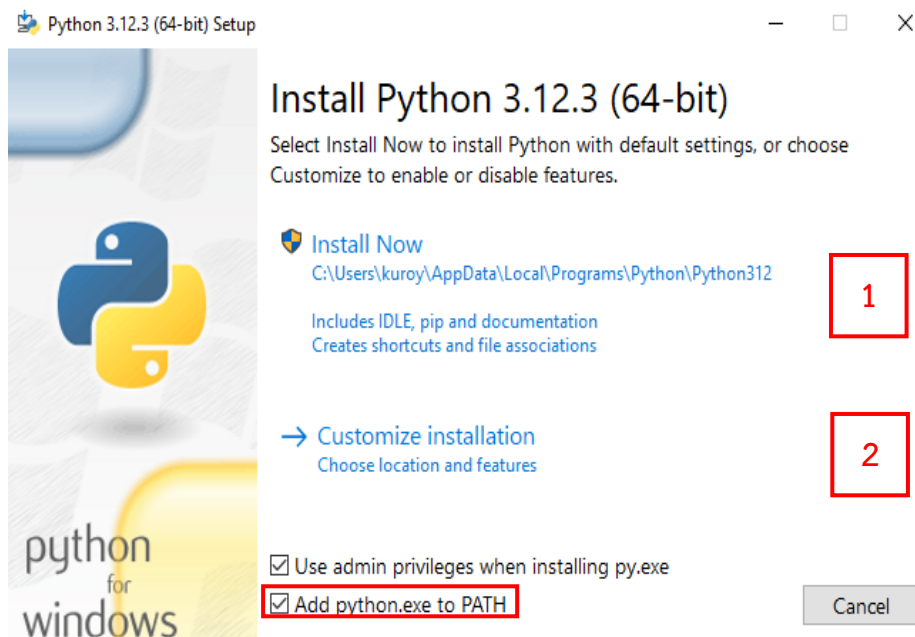 Python 3.12.3 (64-bit) Setup
Install Python 3.12.3 (64-bit)
Select Install Now to install Python with default settings, or choose
Customize to enable or disable features.
Install Now
C:\Users\kuroy\AppData\Local\Programs\Python\Python312
1
Includes IDLE, pip and documentation
Creates shortcuts and file associations
Customize installation
2
Choose location and features
python
for
windows
Use admin privileges when installing py.exe
Add python.exe to PATH
Cancel